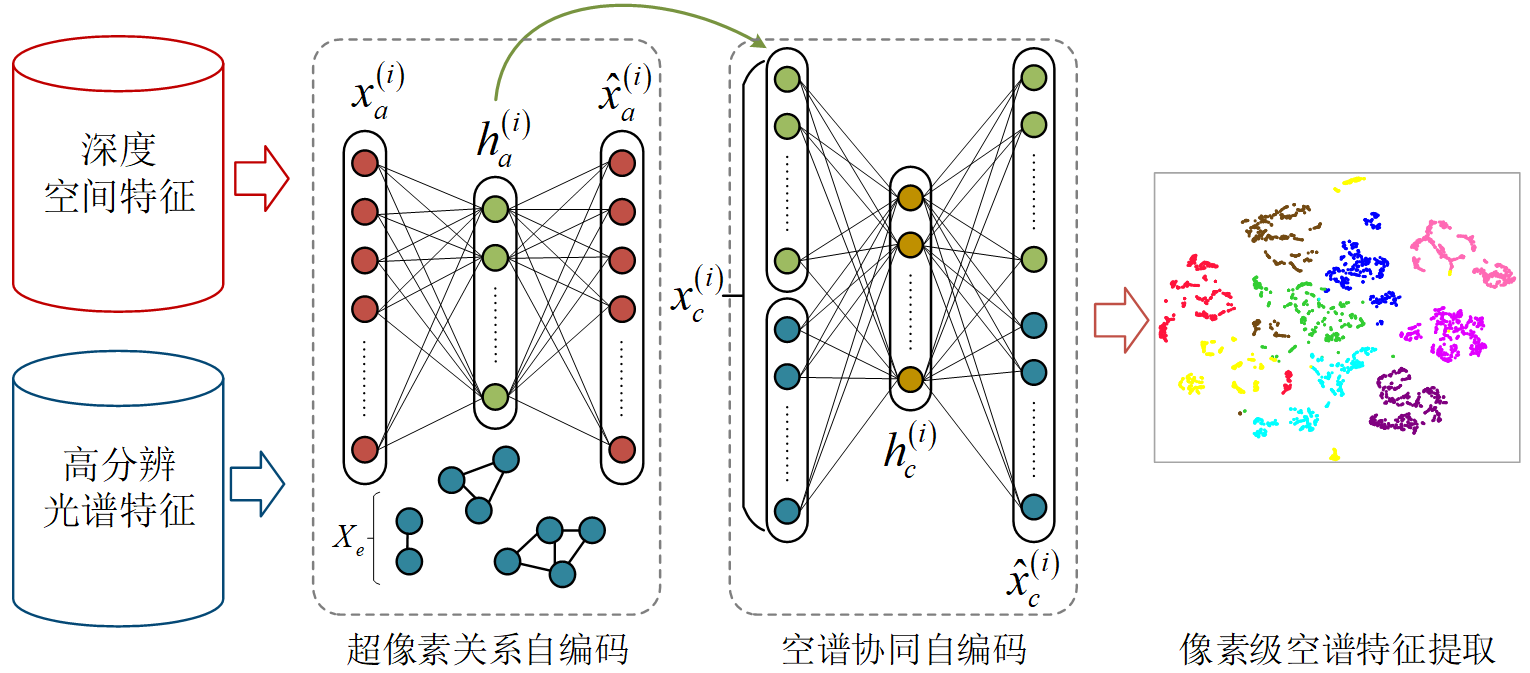 深度
空间特征
高分辨
光谱特征
x_a^{(i)}
h_a^{(i)}
x̂_a^{(i)}
X_e
超像素关系自编码
x_c^{(i)}
h_c^{(i)}
x̂_c^{(i)}
空谱协同自编码
像素级空谱特征提取